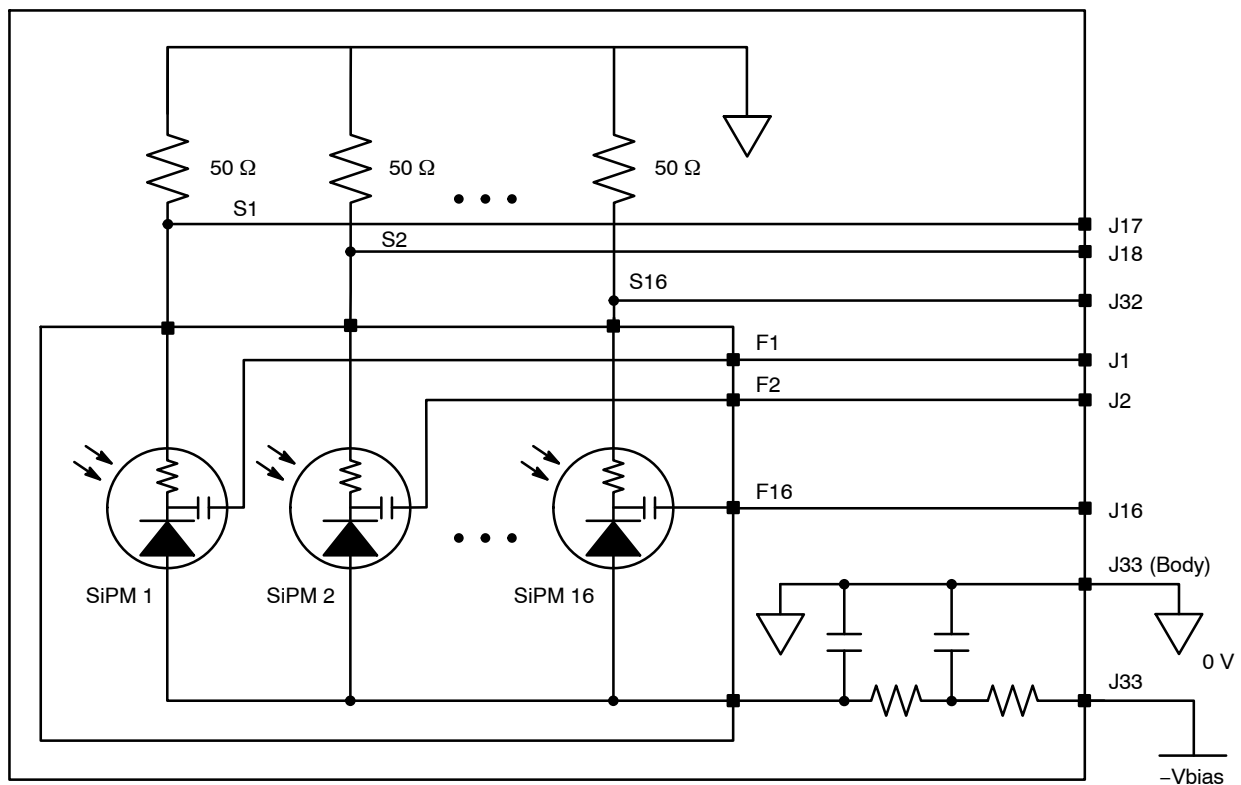 50 Ω
50 Ω
50 Ω
S1
J17
S2
J18
S16
J32
F1
J1
F2
J2
F16
J16
J33 (Body)
SiPM 1
SiPM 2
SiPM 16
0 V
J33
−Vbias